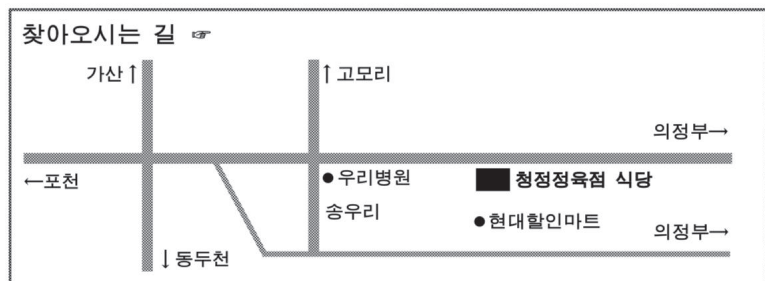 찾아오시는 길 ☞
가산↑
↑고모리
의정부→
←포천
●우리병원
청정정육점 식당
송우리
●현대할인마트
의정부→
↓동두천